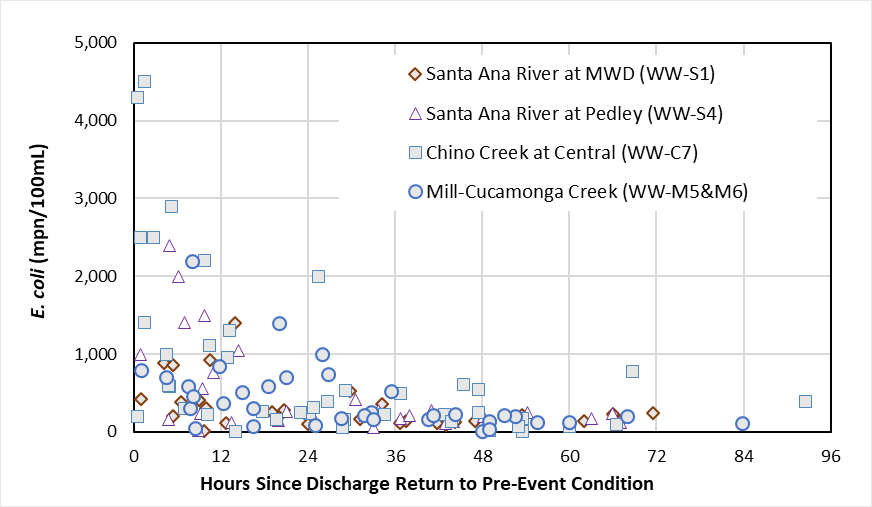 5,000
4,000
3,000
2,000
1,000
0
E. coli (mpn/100mL)
Santa Ana River at MWD (WW-S1)
Santa Ana River at Pedley (WW-S4)
Chino Creek at Central (WW-C7)
Mill-Cucamonga Creek (WW-M5&M6)
0 12 24 36 48 60 72 84 96
Hours Since Discharge Return to Pre-Event Condition